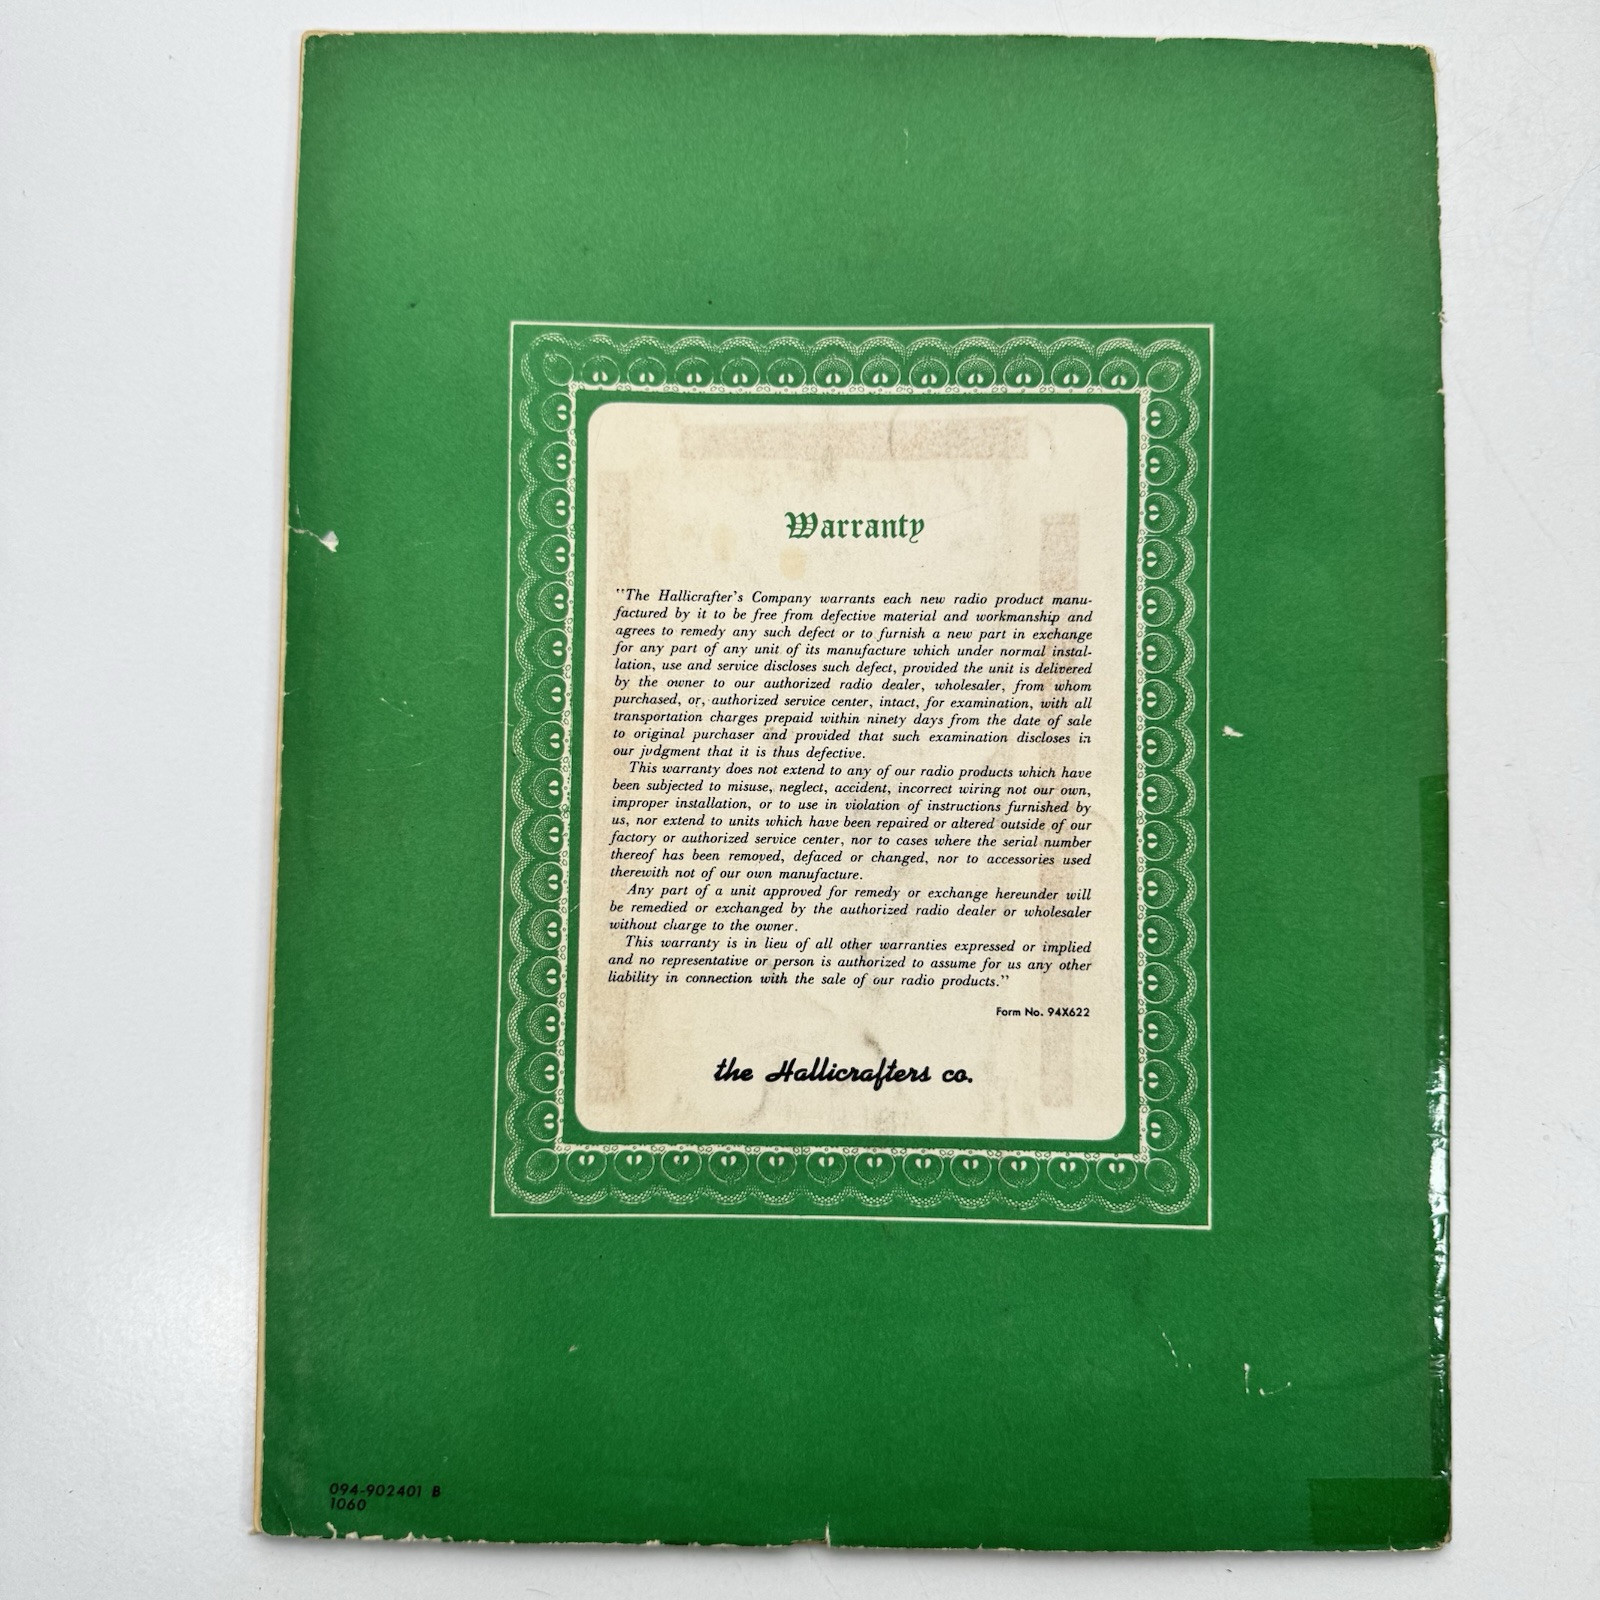 Warranty
"The Hallicrafter's Company warrants each new radio product manu-
factured by it to be free from defective material and workmanship and
agrees to remedy any such defect or to furnish a new part in exchange
for any part of any unit of its manufacture which under normal instal-
lation, use and service discloses such defect, provided the unit is delivered
by the owner to our authorized radio dealer, wholesaler, from whom
purchased, or, authorized service center, intact, for examination, with all
transportation charges prepaid within ninety days from the date of sale
to original purchaser and provided that such examination discloses in
our judgment that it is thus defective.
This warranty does not extend to any of our radio products which have
been subjected to misuse, neglect, accident, incorrect wiring not our own,
improper installation, or to use in violation of instructions furnished by
us, nor extend to units which have been repaired or altered outside of our
factory or authorized service center, nor to cases where the serial number
thereof has been removed, defaced or changed, nor to accessories used
therewith not of our own manufacture.
Any part of a unit approved for remedy or exchange hereunder will
be remedied or exchanged by the authorized radio dealer or wholesaler
without charge to the owner.
This warranty is in lieu of all other warranties expressed or implied
and no representative or person is authorized to assume for us any other
liability in connection with the sale of our radio products."
Form No. 94X622
the Hallicrafters co.
094-902401 B
1060